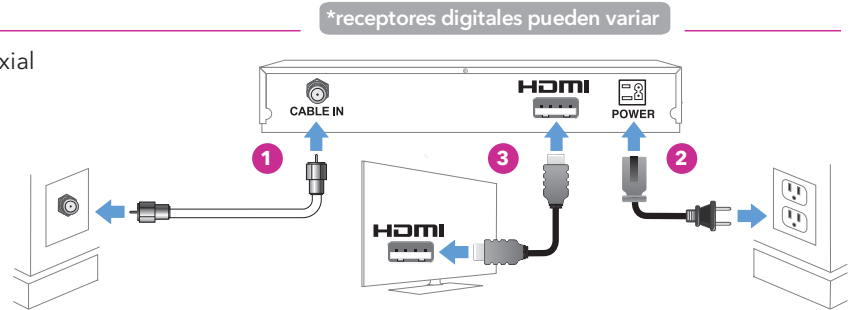 *receptores digitales pueden variar
xial
HDMI
CABLE IN
POWER
1
3
2
HDMI